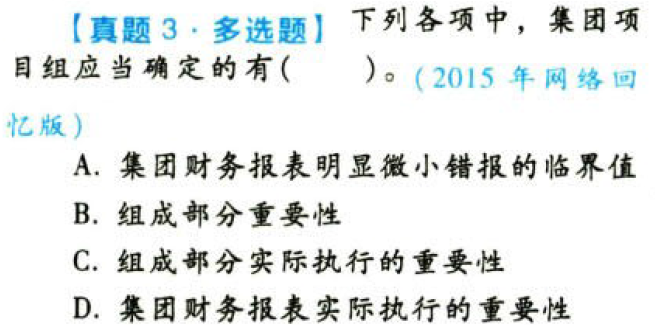 【真题3·多选题】 下列各项中，集团项
目组应当确定的有(  )。(2015 年网络回
忆版)
A. 集团财务报表明显微小错报的临界值
B. 组成部分重要性
C. 组成部分实际执行的重要性
D. 集团财务报表实际执行的重要性